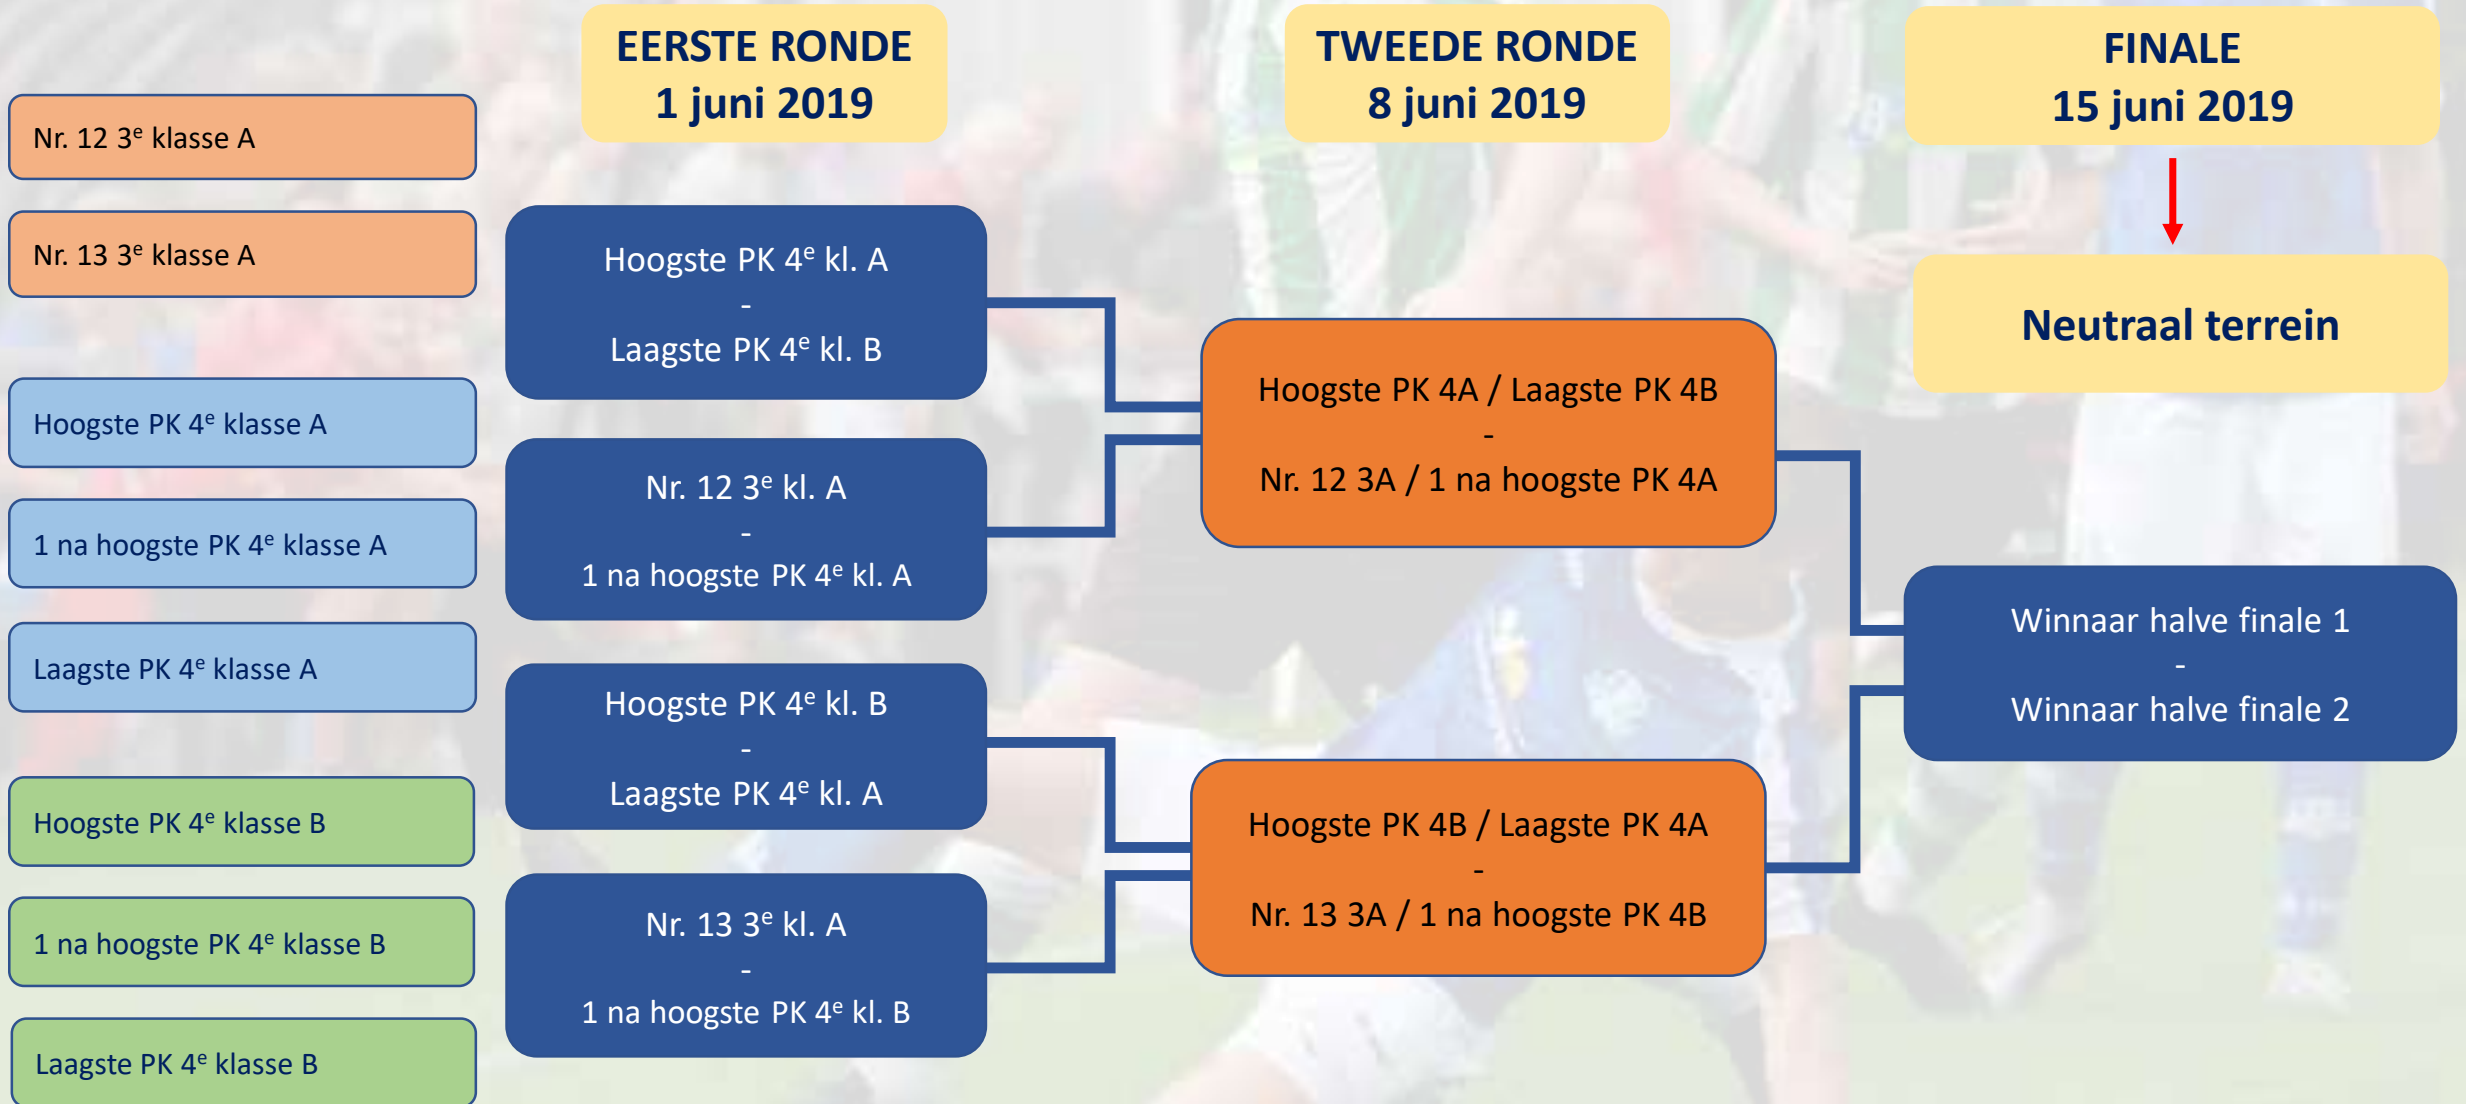 Nr. 12 3e klasse A
Nr. 13 3e klasse A
Hoogste PK 4e klasse A
1 na hoogste PK 4e klasse A
Laagste PK 4e klasse A
Hoogste PK 4e klasse B
1 na hoogste PK 4e klasse B
Laagste PK 4e klasse B
EERSTE RONDE
1 juni 2019
Hoogste PK 4e kl. A
-
Laagste PK 4e kl. B
Nr. 12 3e kl. A
-
1 na hoogste PK 4e kl. A
Hoogste PK 4e kl. B
-
Laagste PK 4e kl. A
Nr. 13 3e kl. A
-
1 na hoogste PK 4e kl. B
TWEEDE RONDE
8 juni 2019
Hoogste PK 4A / Laagste PK 4B
-
Nr. 12 3A / 1 na hoogste PK 4A
Hoogste PK 4B / Laagste PK 4A
-
Nr. 13 3A / 1 na hoogste PK 4B
FINALE
15 juni 2019
Neutraal terrein
Winnaar halve finale 1
-
Winnaar halve finale 2